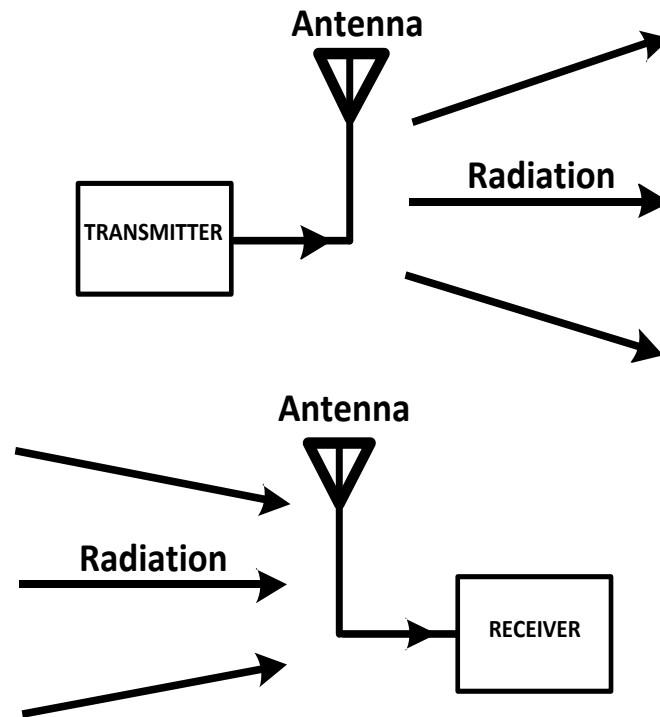 Antenna
Radiation
TRANSMITTER
Antenna
Radiation
RECEIVER